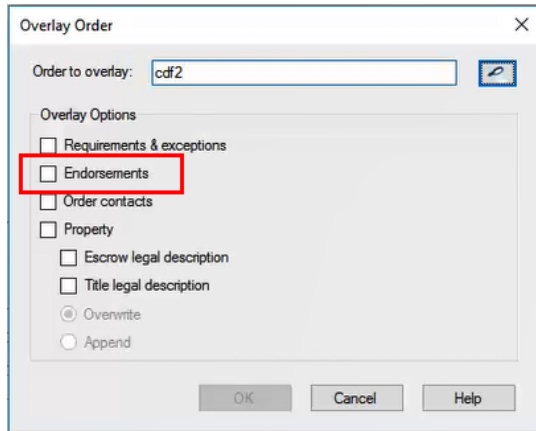 Overlay Order
Order to overlay: cdf2
Overlay Options
Requirements & exceptions
Endorsements
Order contacts
Property
Escrow legal description
Title legal description
Overwrite
Append
OK Cancel Help